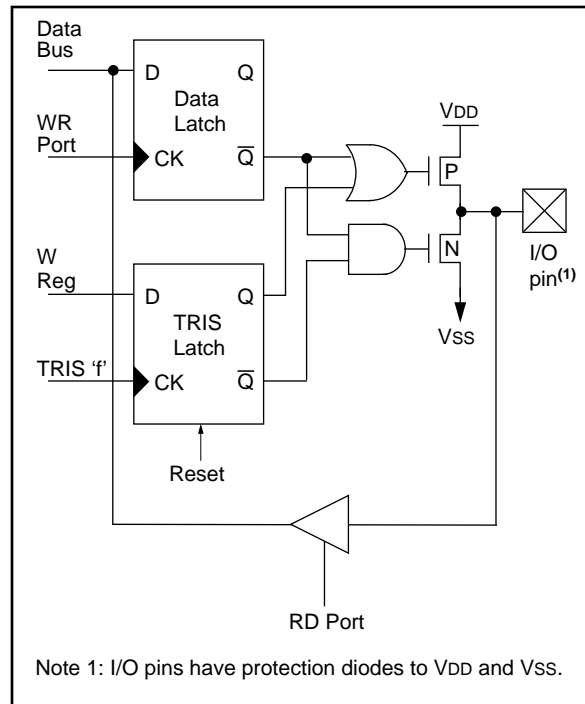 Data
Bus
D
Q
Data
Latch
WR
Port
CK
Q̅
VDD
P
N
I/O
pin(1)
W
Reg
D
Q
TRIS
Latch
VSS
TRIS ‘f’
CK
Q̅
Reset
RD Port
Note 1: I/O pins have protection diodes to VDD and VSS.